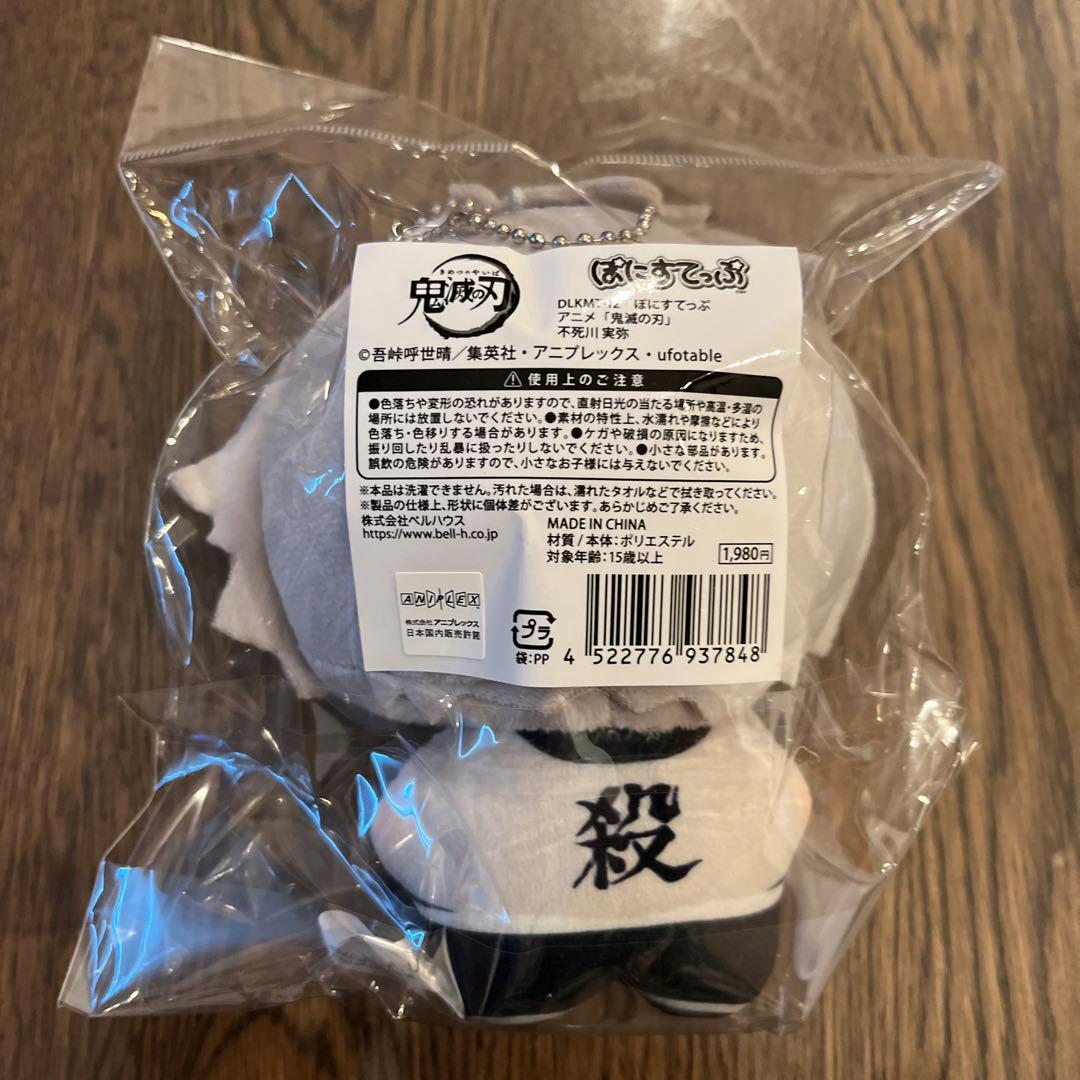 きめつのやいば
鬼滅の刃
ぱにすてっぷ
ぱにすてっぷ
アニメ「鬼滅の刃」
不死川 実弥
©吾峠呼世晴／集英社・アニプレックス・ufotable
⚠ 使用上のご注意
●色落ちや変形の恐れがありますので、直射日光の当たる場所や高温・多湿の
場所には放置しないでください。●素材の特性上、水濡れや摩擦などにより
色落ち・色移りする場合があります。●ケガや破損の原因になりますため、
振り回したり乱暴に扱ったりしないでください。●小さな部品があります。
誤飲の危険がありますので、小さなお子様には与えないでください。
※本品は洗濯できません。汚れた場合は、濡れたタオルなどで拭き取ってください。
※製品の仕様上、形状に個体差がございます。あらかじめご了承ください。
株式会社ベルハウス
https://www.bell-h.co.jp
MADE IN CHINA
材質 / 本体：ポリエステル
対象年齢：15歳以上
1,980円
ANIPLEX
株式会社 アニプレックス
日本国内販売許諾
プラ
袋：PP
4 522776 937848
殺